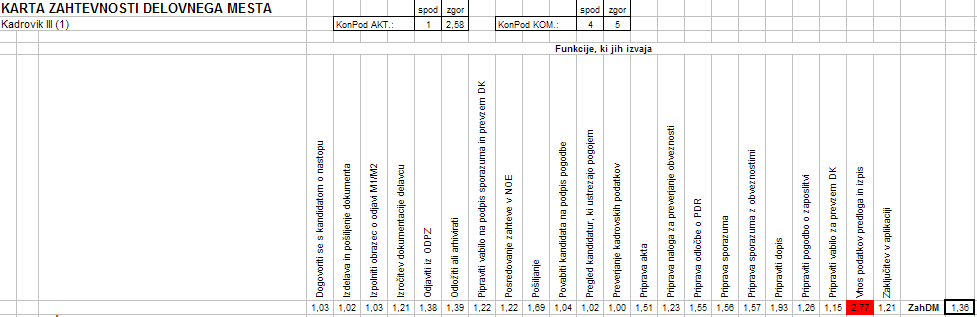 KARTA ZAHTEVNOSTI DELOVNEGA MESTA
spod zgor spod zgor
Kadrovik III (1) KonPod AKT.: 1 2,58 KonPod KOM.: 4 5
Funkcije, ki jih izvaja
Dogovoriti se s kandidatom o nastopu
Izdelava in pošiljenje dokumenta
Izpolniti obrazec o odjavi M1/M2
Izročitev dokumentacije delavcu
Odjaviti iz ODPZ
Odložiti ali arhivirati
Pipraviti vabilo na podpis sporazuma in prevzem DK
Posredovanje zahteve v NOE
Pošiljanje
Povabiti kandidata na podpis pogodbe
Pregled kandidatur, ki ustrezajo pogojem
Preverjanje kadrovskih podatkov
Priprava akta
Priprava naloga za preverjanje obveznosti
Priprava odločbe o PDR
Priprava sporazuma
Priprava sporazuma z obveznostimi
Pripraviti dopis
Pripraviti pogodbo o zaposlitvi
Pripraviti vabilo za prevzem DK
Vnos podatkov predloga in izpis
Zaključitev v aplikaciji
1,03 1,02 1,03 1,21 1,38 1,39 1,22 1,22 1,69 1,04 1,02 1,00 1,51 1,23 1,55 1,56 1,57 1,93 1,26 1,15 2,77 1,21 ZahDM 1,36